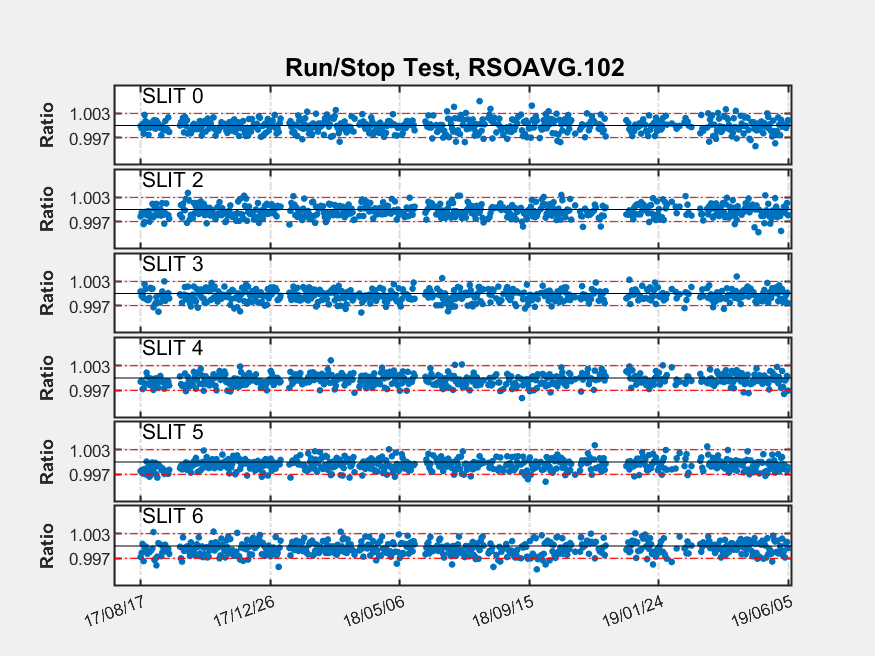 Run/Stop Test, RSOAVG.102
SLIT 0
Ratio
1.003
0.997
SLIT 2
Ratio
1.003
0.997
SLIT 3
Ratio
1.003
0.997
SLIT 4
Ratio
1.003
0.997
SLIT 5
Ratio
1.003
0.997
SLIT 6
Ratio
1.003
0.997
17/08/17 17/12/26 18/05/06 18/09/15 19/01/24 19/06/05